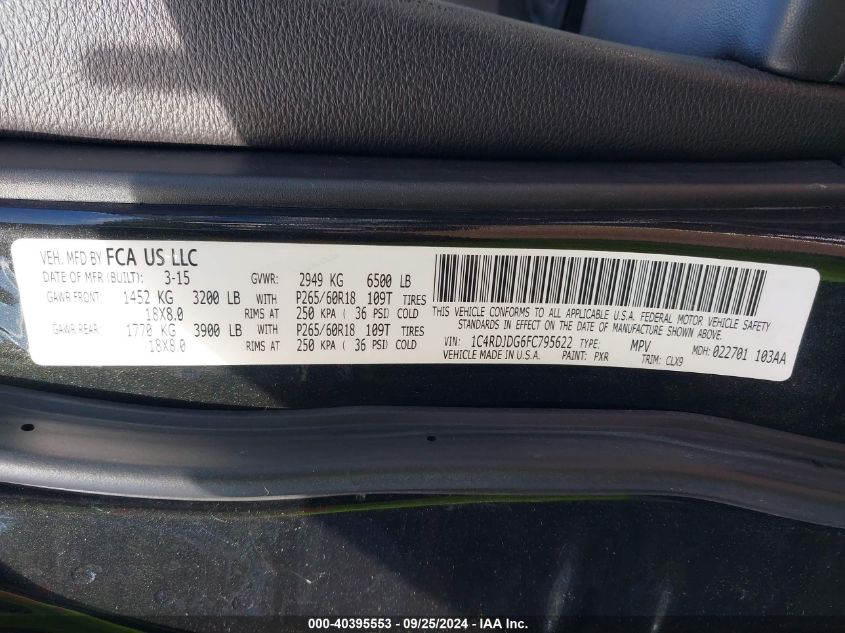 VEH. MFD BY FCA US LLC
DATE OF MFR (BUILT): 3-15 GVWR: 2949 KG 6500 LB
GAWR FRONT: 1452 KG 3200 LB WITH P265/60R18 109T TIRES
18X8.0 RIMS AT 250 KPA ( 36 PSI) COLD
GAWR REAR: 1770 KG 3900 LB WITH P265/60R18 109T TIRES
18X8.0 RIMS AT 250 KPA ( 36 PSI) COLD
THIS VEHICLE CONFORMS TO ALL APPLICABLE U.S.A. FEDERAL MOTOR VEHICLE SAFETY
STANDARDS IN EFFECT ON THE DATE OF MANUFACTURE SHOWN ABOVE.
VIN: 1C4RDJDG6FC795622 TYPE: MPV MDH: 022701 103AA
VEHICLE MADE IN U.S.A. PAINT: PXR TRIM: CLX9
000-40395553 - 09/25/2024 - IAA Inc.